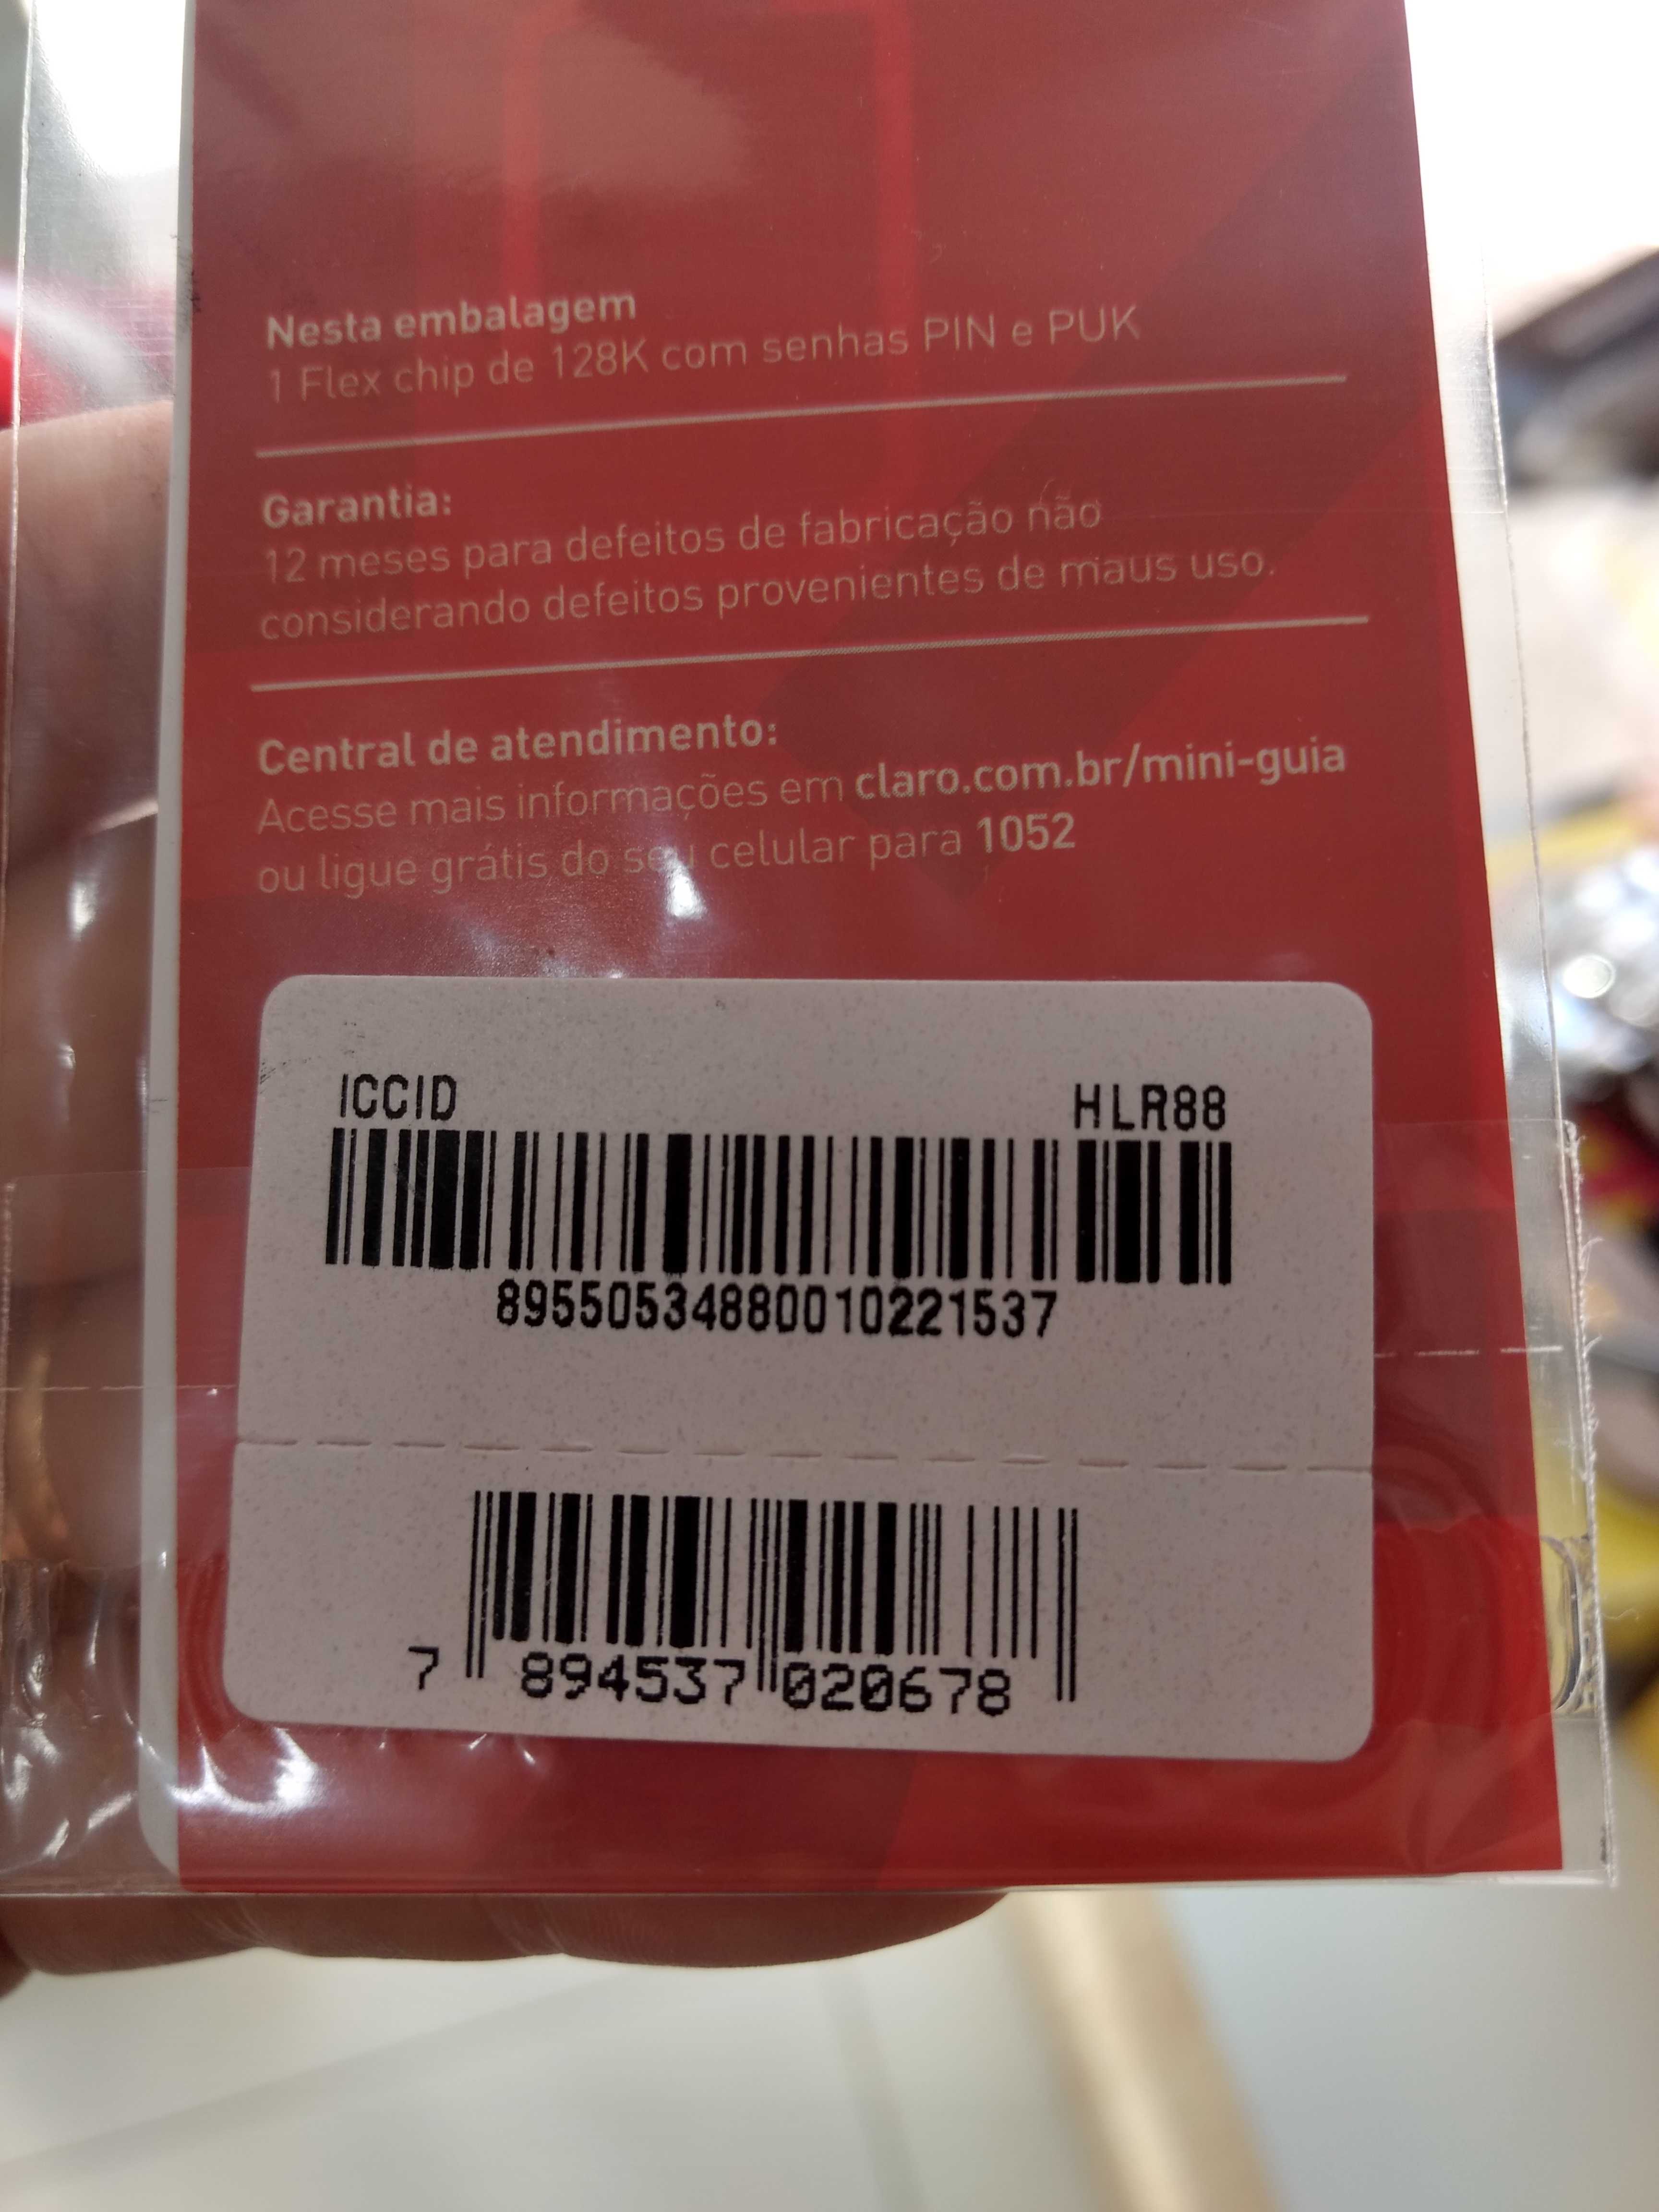 Nesta embalagem
1 Flex chip de 128K com senhas PIN e PUK
Garantia:
12 meses para defeitos de fabricação não
considerando defeitos provenientes de maus uso.
Central de atendimento:
Acesse mais informações em claro.com.br/mini-guia
ou ligue grátis do seu celular para 1052
ICCID HLR88
89550534880010221537
7 894537 020678